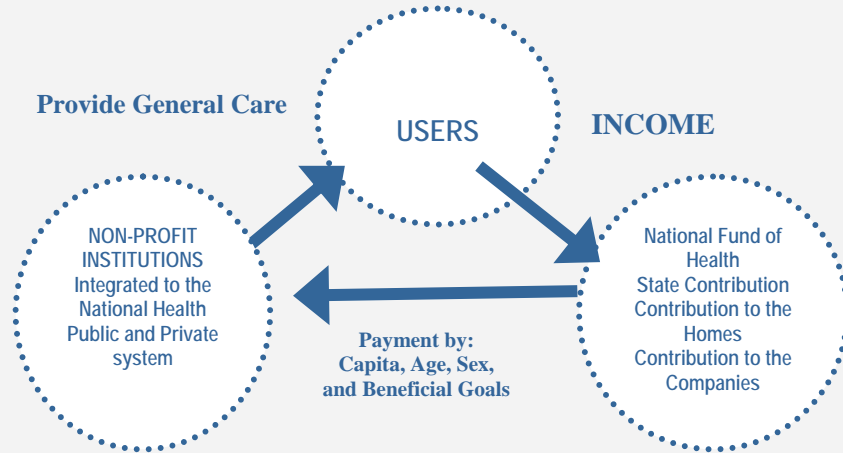 Provide General Care
USERS
INCOME
NON-PROFIT
INSTITUTIONS
Integrated to the
National Health
Public and Private
system
National Fund of
Health
State Contribution
Contribution to the
Homes
Contribution to the
Companies
Payment by:
Capita, Age, Sex,
and Beneficial Goals